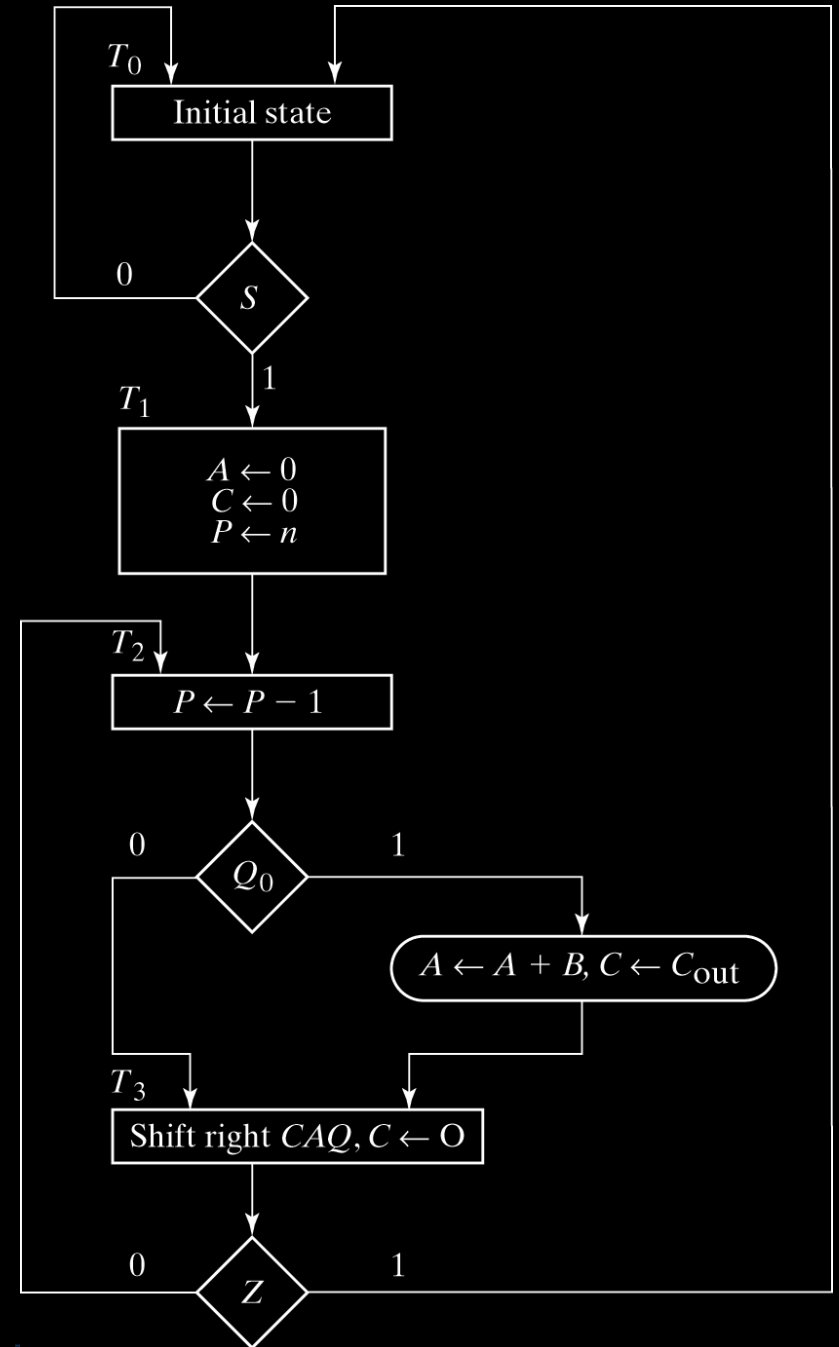 T0
Initial state
0
S
1
T1
A ← 0
C ← 0
P ← n
T2
P ← P − 1
0
1
Q0
A ← A + B, C ← Cout
T3
Shift right CAQ, C ← O
0
1
Z